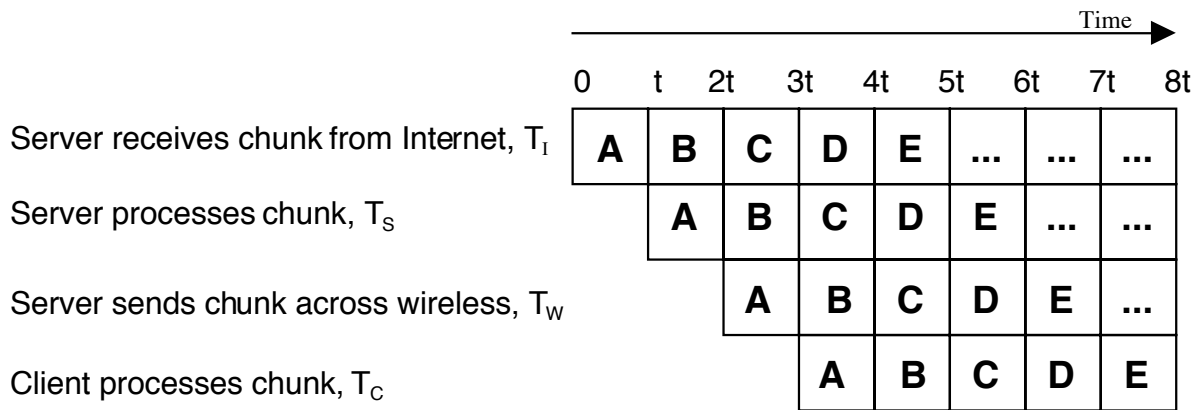 Time
0 t 2t 3t 4t 5t 6t 7t 8t
Server receives chunk from Internet, T_I A B C D E ... ... ...
Server processes chunk, T_S A B C D E ... ...
Server sends chunk across wireless, T_W A B C D E ...
Client processes chunk, T_C A B C D E